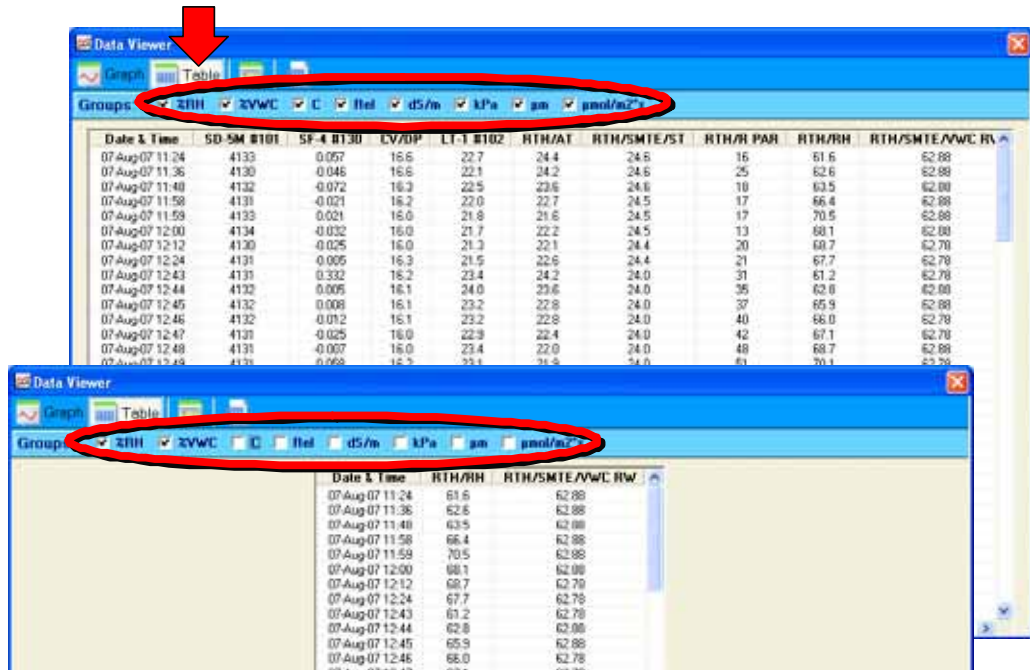 Data Viewer
Graph Table
Groups %RH %VWC C Rel dS/m kPa µm µmol/m2*s
Date & Time SD-5M #101 SF-4 #130 CV/DP LT-1 #102 RTH/AT RTH/SMTE/ST RTH/R PAR RTH/RH RTH/SMTE/VWC RW
07-Aug-07 11:24 4133 0.057 16.6 22.7 24.4 24.6 16 61.6 62.88
07-Aug-07 11:36 4130 -0.046 16.6 22.1 24.2 24.6 25 62.6 62.88
07-Aug-07 11:48 4132 -0.072 16.3 22.5 23.6 24.6 18 63.5 62.88
07-Aug-07 11:58 4131 -0.021 16.2 22.0 22.7 24.5 17 66.4 62.88
07-Aug-07 11:59 4133 0.021 16.0 21.8 21.6 24.5 17 70.5 62.88
07-Aug-07 12:00 4134 -0.032 16.0 21.7 22.2 24.5 13 68.1 62.88
07-Aug-07 12:12 4130 -0.025 16.0 21.3 22.1 24.4 20 68.7 62.78
07-Aug-07 12:24 4131 -0.005 16.3 21.5 22.6 24.4 21 67.7 62.78
07-Aug-07 12:43 4131 0.332 16.2 23.4 24.2 24.0 31 61.2 62.78
07-Aug-07 12:44 4132 0.005 16.1 24.0 23.6 24.0 35 62.8 62.88
07-Aug-07 12:45 4132 0.008 16.1 23.2 22.8 24.0 37 65.9 62.88
07-Aug-07 12:46 4132 -0.012 16.1 23.2 22.8 24.0 40 66.0 62.78
07-Aug-07 12:47 4131 -0.025 16.0 22.9 22.4 24.0 42 67.1 62.78
07-Aug-07 12:48 4131 -0.007 16.0 23.4 22.0 24.0 48 68.7 62.88
07-Aug-07 12:49 4131 16.2 23.1 21.9 24.0 51 70.1 62.78
Data Viewer
Graph Table
Groups %RH %VWC C Rel dS/m kPa µm µmol/m2*s
Date & Time RTH/RH RTH/SMTE/VWC RW
07-Aug-07 11:24 61.6 62.88
07-Aug-07 11:36 62.6 62.88
07-Aug-07 11:48 63.5 62.88
07-Aug-07 11:58 66.4 62.88
07-Aug-07 11:59 70.5 62.88
07-Aug-07 12:00 68.1 62.88
07-Aug-07 12:12 68.7 62.78
07-Aug-07 12:24 67.7 62.78
07-Aug-07 12:43 61.2 62.78
07-Aug-07 12:44 62.8 62.88
07-Aug-07 12:45 65.9 62.88
07-Aug-07 12:46 66.0 62.78